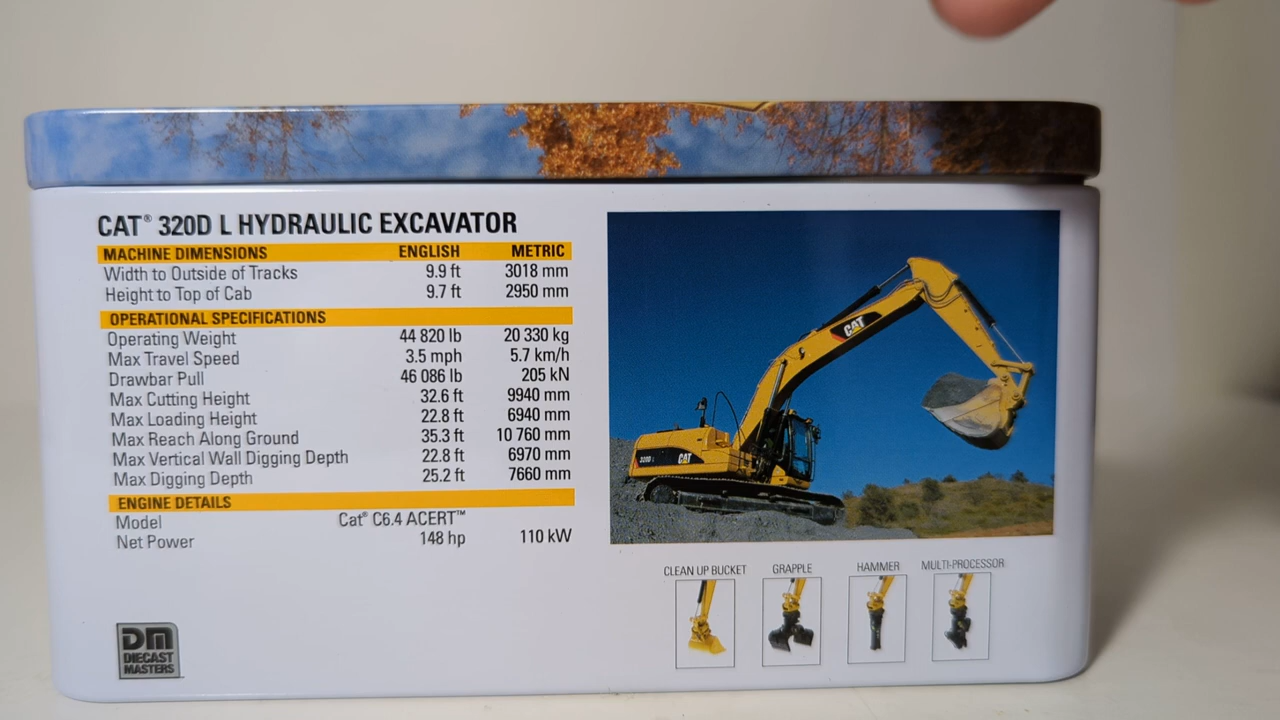 CAT® 320D L HYDRAULIC EXCAVATOR
MACHINE DIMENSIONS ENGLISH METRIC
Width to Outside of Tracks 9.9 ft 3018 mm
Height to Top of Cab 9.7 ft 2950 mm
OPERATIONAL SPECIFICATIONS
Operating Weight 44 820 lb 20 330 kg
Max Travel Speed 3.5 mph 5.7 km/h
Drawbar Pull 46 086 lb 205 kN
Max Cutting Height 32.6 ft 9940 mm
Max Loading Height 22.8 ft 6940 mm
Max Reach Along Ground 35.3 ft 10 760 mm
Max Vertical Wall Digging Depth 22.8 ft 6970 mm
Max Digging Depth 25.2 ft 7660 mm
ENGINE DETAILS
Model Cat® C6.4 ACERT™
Net Power 148 hp 110 kW
DM
DIECAST
MASTERS
CAT
320D L CAT
CLEAN UP BUCKET GRAPPLE HAMMER MULTI-PROCESSOR